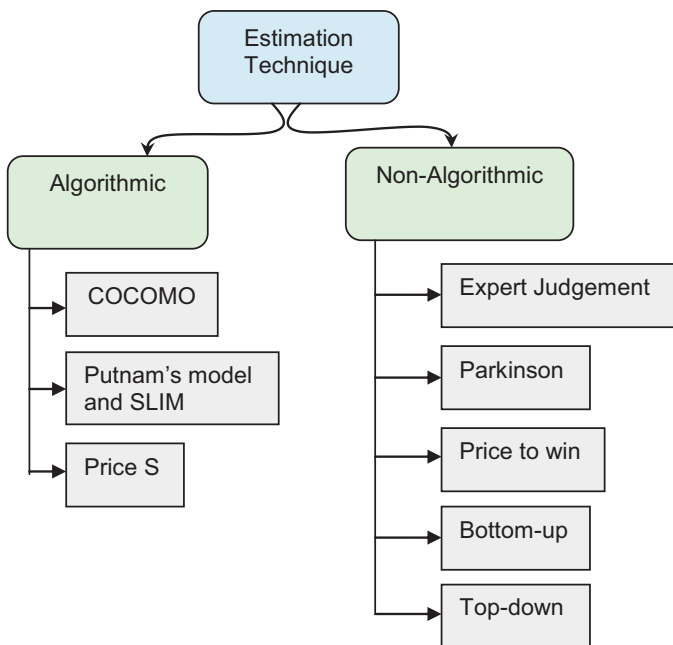 Estimation
Technique
Algorithmic
Non-Algorithmic
COCOMO
Putnam's model
and SLIM
Price S
Expert Judgement
Parkinson
Price to win
Bottom-up
Top-down